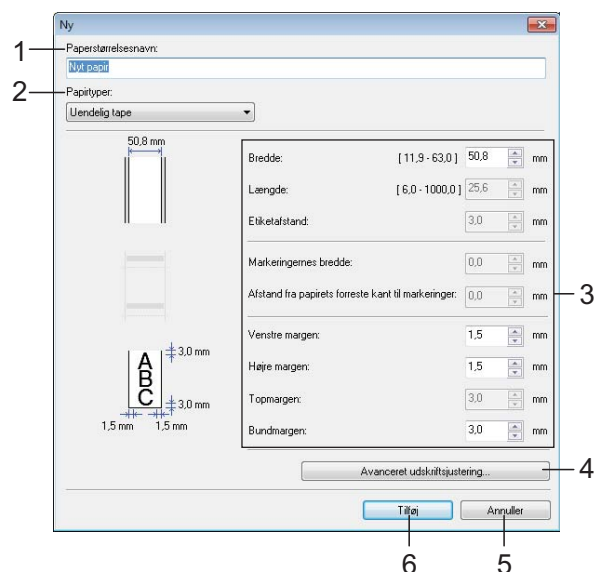 Ny
1
Paperstørrelsesnavn:
Nyt papir
2
Papirtyper:
Uendelig tape
50,8 mm
Bredde: [ 11,9 - 63,0 ] 50,8 mm
Længde: [ 6,0 - 1000,0 ] 25,6 mm
Etiketafstand: 3,0 mm
Markeringernes bredde: 0,0 mm
Afstand fra papirets forreste kant til markeringer: 0,0 mm
3
Venstre margen: 1,5 mm
Højre margen: 1,5 mm
Topmargen: 3,0 mm
Bundmargen: 3,0 mm
A
B
C
3,0 mm
3,0 mm
1,5 mm 1,5 mm
Avanceret udskriftsjustering...
4
Tilføj Annuller
6 5